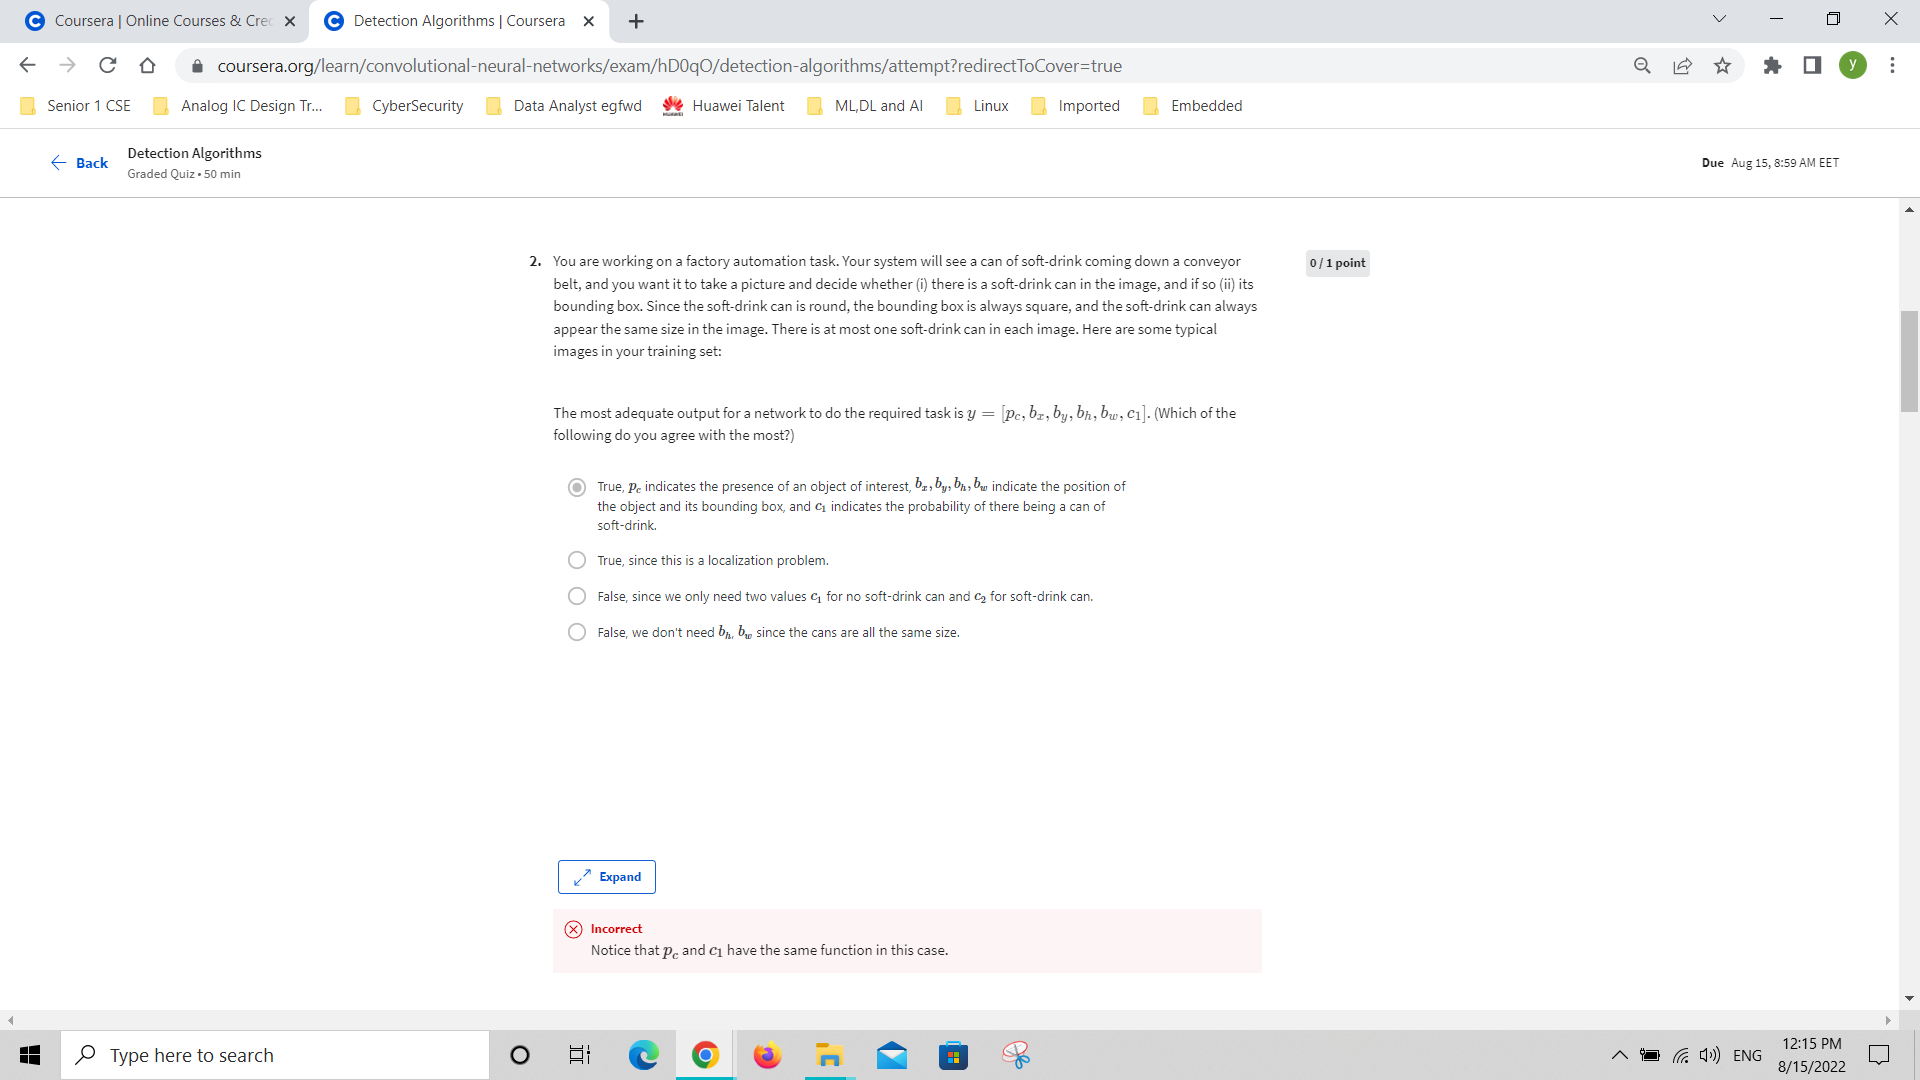 Coursera | Online Courses & Cre
Detection Algorithms | Coursera
coursera.org/learn/convolutional-neural-networks/exam/hD0qO/detection-algorithms/attempt?redirectToCover=true
y
Senior 1 CSE
Analog IC Design Tr...
CyberSecurity
Data Analyst egfwd
Huawei Talent
ML,DL and AI
Linux
Imported
Embedded
Back
Detection Algorithms
Graded Quiz • 50 min
Due Aug 15, 8:59 AM EET
2. You are working on a factory automation task. Your system will see a can of soft-drink coming down a conveyor
0 / 1 point
belt, and you want it to take a picture and decide whether (i) there is a soft-drink can in the image, and if so (ii) its
bounding box. Since the soft-drink can is round, the bounding box is always square, and the soft-drink can always
appear the same size in the image. There is at most one soft-drink can in each image. Here are some typical
images in your training set:
The most adequate output for a network to do the required task is y = [p_c, b_x, b_y, b_h, b_w, c_1]. (Which of the
following do you agree with the most?)
True, p_c indicates the presence of an object of interest, b_x, b_y, b_h, b_w indicate the position of
the object and its bounding box, and c_1 indicates the probability of there being a can of
soft-drink.
True, since this is a localization problem.
False, since we only need two values c_1 for no soft-drink can and c_2 for soft-drink can.
False, we don't need b_h, b_w since the cans are all the same size.
Expand
Incorrect
Notice that p_c and c_1 have the same function in this case.
Type here to search
ENG
12:15 PM
8/15/2022